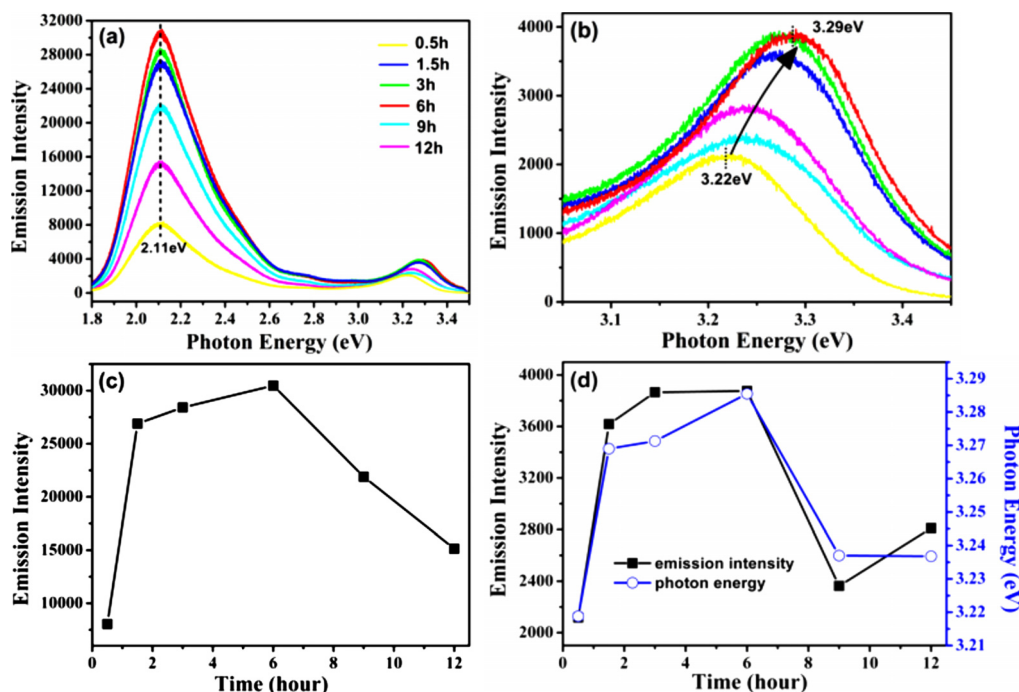 (a)
32000
28000
24000
20000
16000
12000
8000
4000
0
Emission Intensity
0.5h
1.5h
3h
6h
9h
12h
2.11eV
1.8 2.0 2.2 2.4 2.6 2.8 3.0 3.2 3.4
Photon Energy (eV)
(b)
4000
3000
2000
1000
0
Emission Intensity
3.29eV
3.22eV
3.1 3.2 3.3 3.4
Photon Energy (eV)
(c)
30000
25000
20000
15000
10000
Emission Intensity
0 2 4 6 8 10 12
Time (hour)
(d)
4000
3600
3200
2800
2400
2000
Emission Intensity
emission intensity
photon energy
3.29
3.28
3.27
3.26
3.25
3.24
3.23
3.22
3.21
Photon Energy (eV)
0 2 4 6 8 10 12
Time (hour)